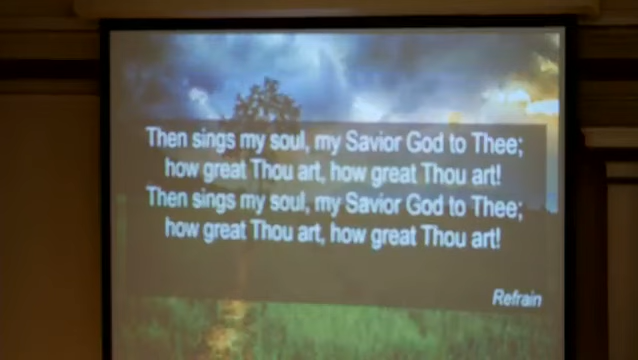 Then sings my soul, my Savior God to Thee;
how great Thou art, how great Thou art!
Then sings my soul, my Savior God to Thee;
how great Thou art, how great Thou art!
Refrain